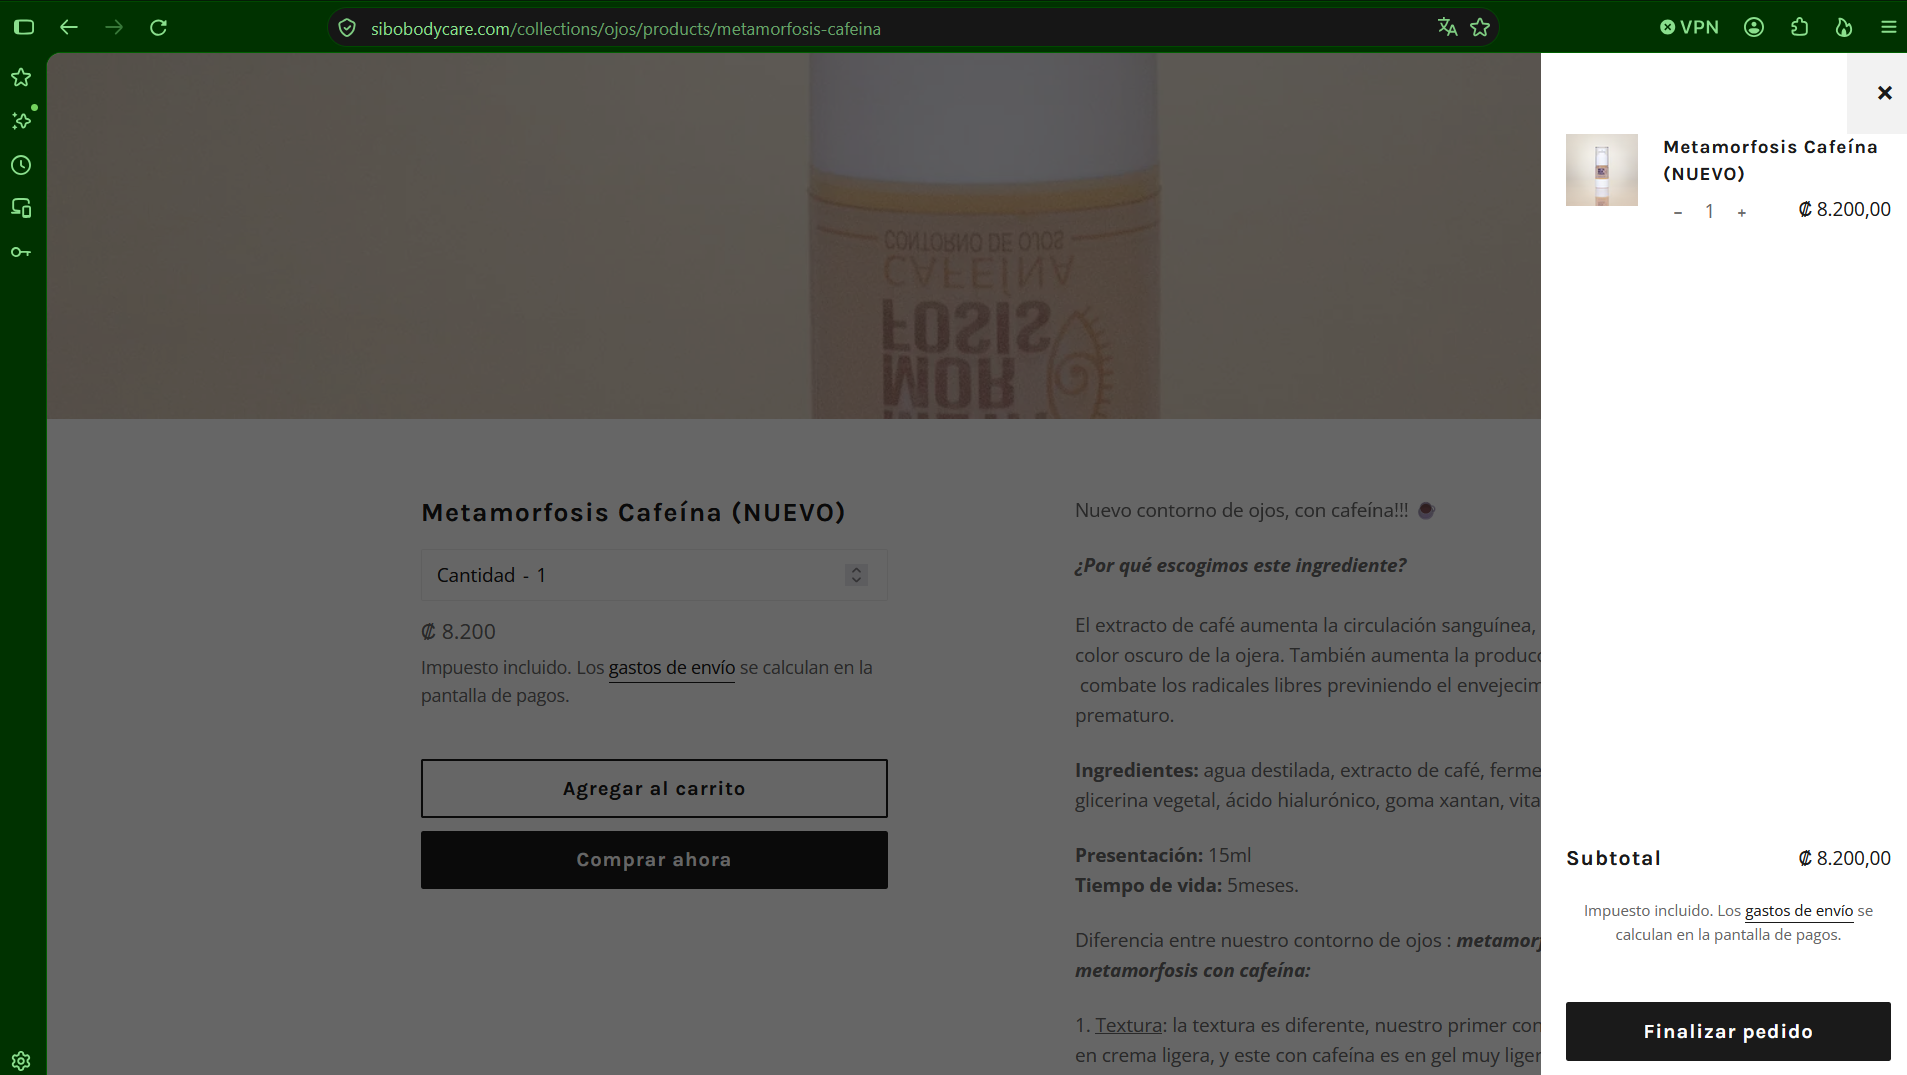 sibobodycare.com/collections/ojos/products/metamorfosis-cafeina
VPN
CONTORNO DE OJOS
CAFEÍNA
FOSIS
MOR
Metamorfosis Cafeína (NUEVO)
Cantidad - 1
₡ 8.200
Impuesto incluido. Los gastos de envío se calculan en la
pantalla de pagos.
Agregar al carrito
Comprar ahora
Nuevo contorno de ojos, con cafeína!!!
¿Por qué escogimos este ingrediente?
El extracto de café aumenta la circulación sanguínea,
color oscuro de la ojera. También aumenta la producc
combate los radicales libres previniendo el envejecim
prematuro.
Ingredientes: agua destilada, extracto de café, ferme
glicerina vegetal, ácido hialurónico, goma xantan, vita
Presentación: 15ml
Tiempo de vida: 5meses.
Diferencia entre nuestro contorno de ojos : metamorf
metamorfosis con cafeína:
1. Textura: la textura es diferente, nuestro primer con
en crema ligera, y este con cafeína es en gel muy liger
Metamorfosis Cafeína
(NUEVO)
− 1 +
₡ 8.200,00
Subtotal
₡ 8.200,00
Impuesto incluido. Los gastos de envío se
calculan en la pantalla de pagos.
Finalizar pedido